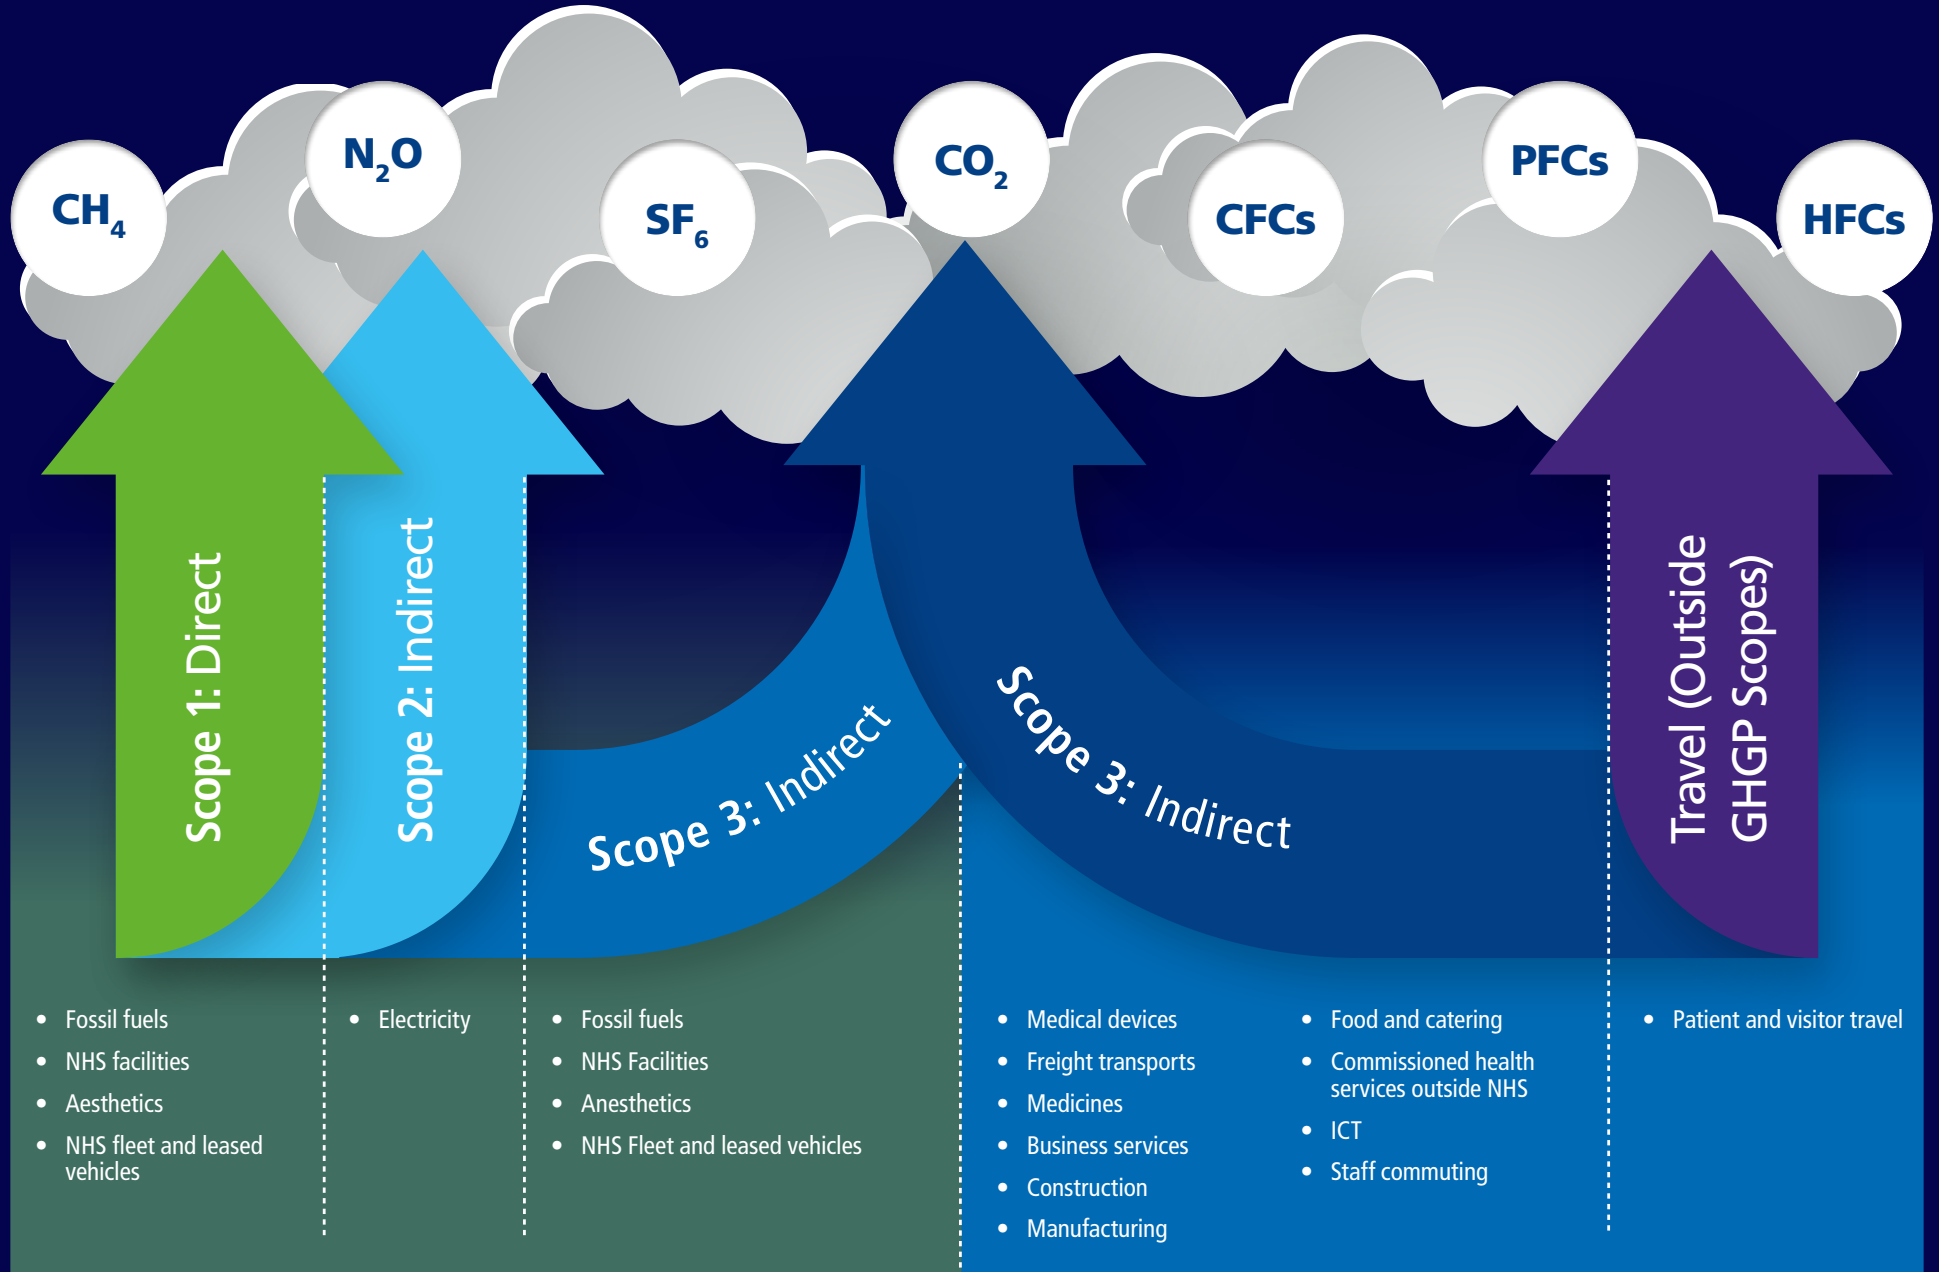 CH₄
N₂O
SF₆
CO₂
CFCs
PFCs
HFCs
Scope 1: Direct
Scope 2: Indirect
Scope 3: Indirect
Scope 3: Indirect
Travel (Outside
GHGP Scopes)
• Fossil fuels
• NHS facilities
• Aesthetics
• NHS fleet and leased
vehicles
• Electricity
• Fossil fuels
• NHS Facilities
• Anesthetics
• NHS Fleet and leased vehicles
• Medical devices
• Freight transports
• Medicines
• Business services
• Construction
• Manufacturing
• Food and catering
• Commissioned health
services outside NHS
• ICT
• Staff commuting
• Patient and visitor travel